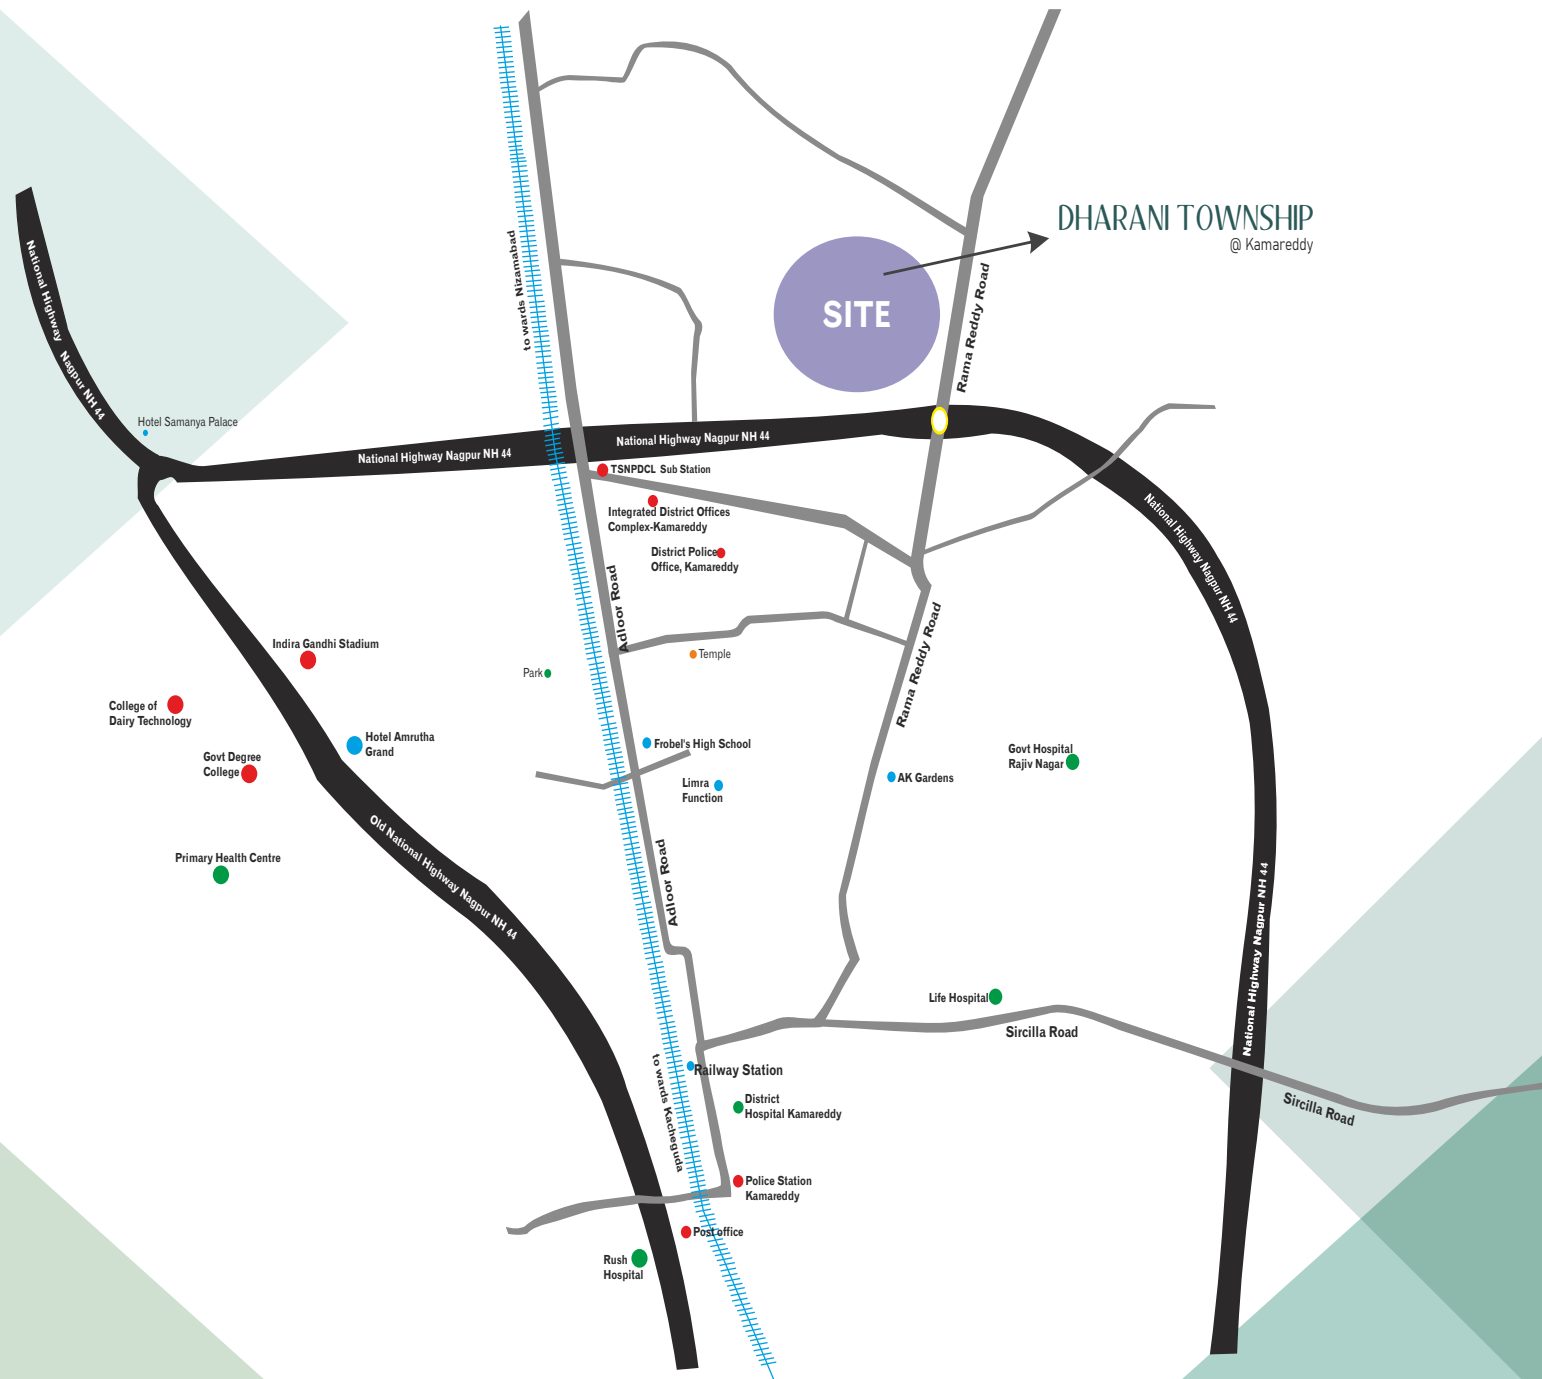 DHARANI TOWNSHIP
@ Kamareddy
SITE
to wards Nizamabad
Rama Reddy Road
National Highway Nagpur NH 44
Hotel Samanya Palace
National Highway Nagpur NH 44
National Highway Nagpur NH 44
TSNPDCL Sub Station
Integrated District Offices
Complex-Kamareddy
District Police
Office, Kamareddy
National Highway Nagpur NH 44
Adloor Road
Rama Reddy Road
Indira Gandhi Stadium
Temple
Park
College of
Dairy Technology
Hotel Amrutha
Grand
Govt Degree
College
Frobel's High School
Limra
Function
AK Gardens
Govt Hospital
Rajiv Nagar
Old National Highway Nagpur NH 44
Primary Health Centre
Adloor Road
National Highway Nagpur NH 44
Life Hospital
Sircilla Road
Sircilla Road
Railway Station
to wards Kacheguda
District
Hospital Kamareddy
Police Station
Kamareddy
Post office
Rush
Hospital